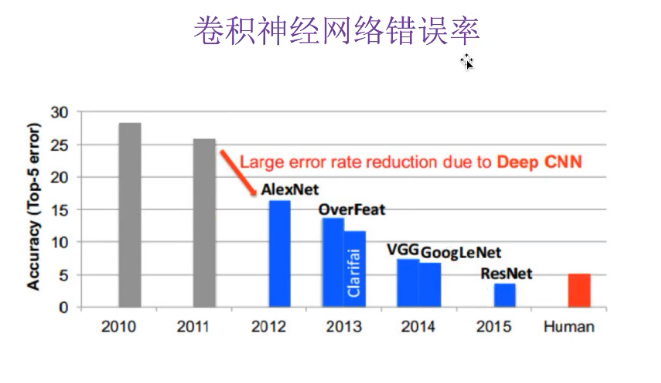 卷积神经网络错误率
Accuracy (Top-5 error)
30
25
20
15
10
5
0
Large error rate reduction due to Deep CNN
AlexNet
OverFeat
Clarifai
VGG GoogLeNet
ResNet
2010 2011 2012 2013 2014 2015 Human